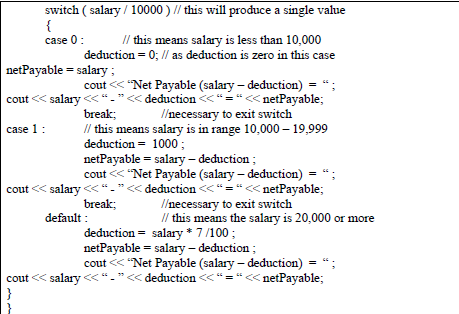 switch ( salary / 10000 ) // this will produce a single value
{
case 0 : // this means salary is less than 10,000
deduction = 0; // as deduction is zero in this case
netPayable = salary ;
cout << “Net Payable (salary – deduction) = “ ;
cout << salary << “ - ” << deduction << “ = “ << netPayable;
break; //necessary to exit switch
case 1 : // this means salary is in range 10,000 – 19,999
deduction = 1000 ;
netPayable = salary – deduction ;
cout << “Net Payable (salary – deduction) = “ ;
cout << salary << “ - ” << deduction << “ = “ << netPayable;
break; //necessary to exit switch
default : // this means the salary is 20,000 or more
deduction = salary * 7 /100 ;
netPayable = salary – deduction ;
cout << “Net Payable (salary – deduction) = “ ;
cout << salary << “ - ” << deduction << “ = “ << netPayable;
}
}